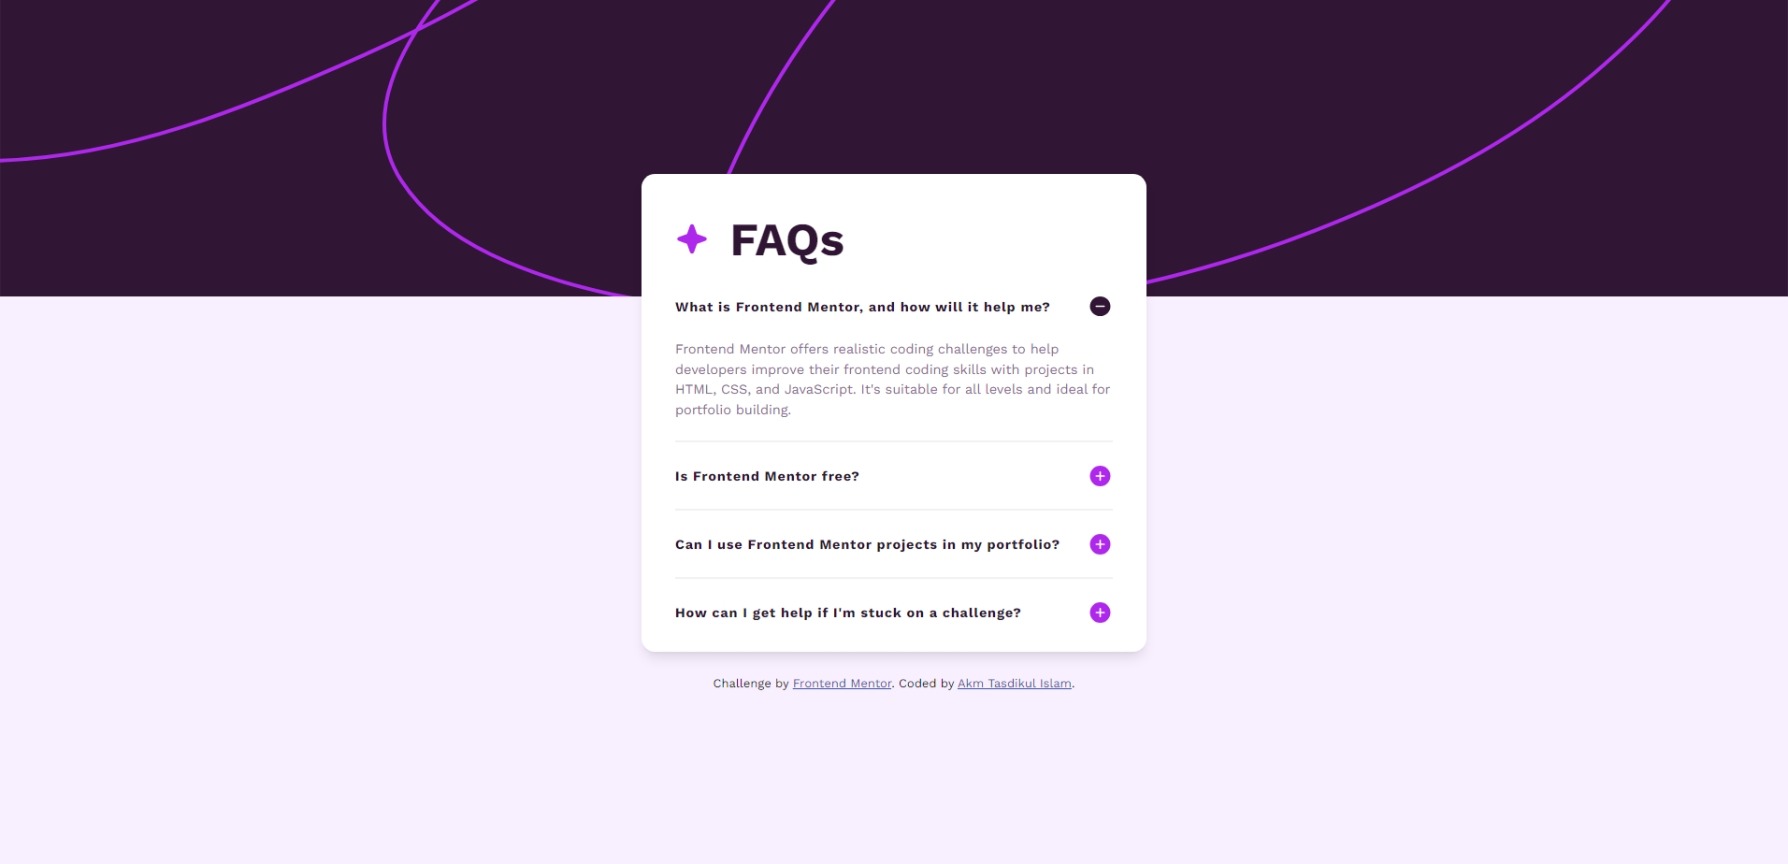 FAQs
What is Frontend Mentor, and how will it help me?
Frontend Mentor offers realistic coding challenges to help
developers improve their frontend coding skills with projects in
HTML, CSS, and JavaScript. It's suitable for all levels and ideal for
portfolio building.
Is Frontend Mentor free?
Can I use Frontend Mentor projects in my portfolio?
How can I get help if I'm stuck on a challenge?
Challenge by Frontend Mentor. Coded by Akm Tasdikul Islam.